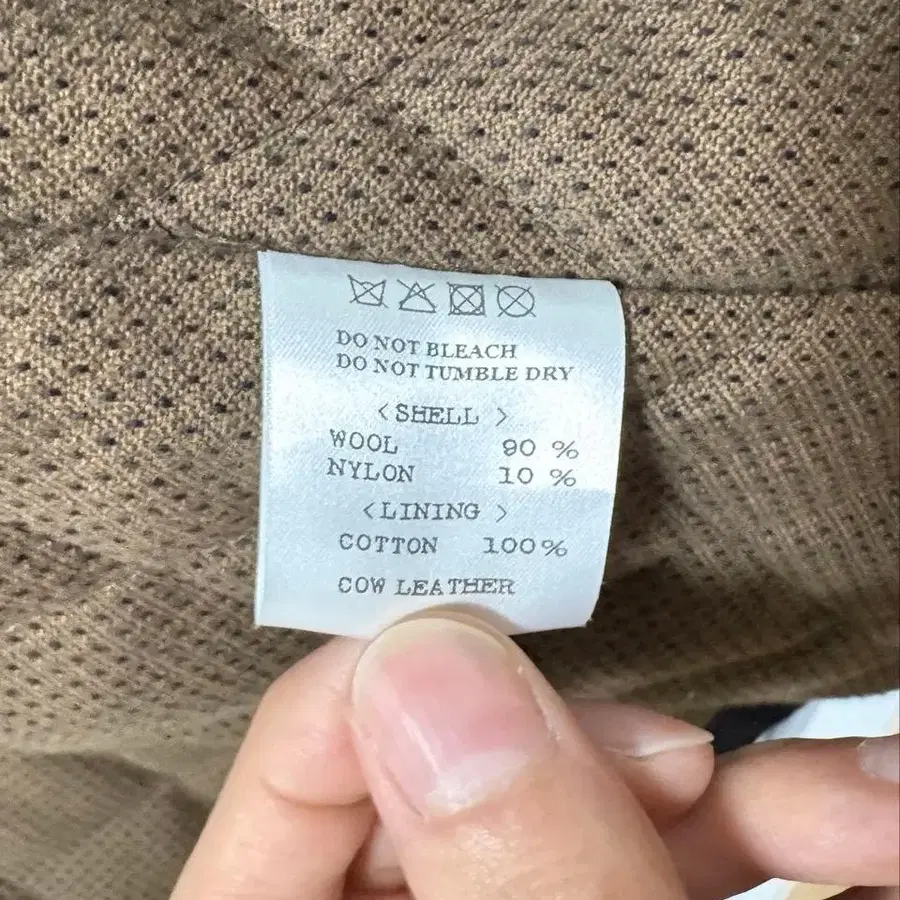 DO NOT BLEACH
DO NOT TUMBLE DRY
<SHELL >
WOOL 90 %
NYLON 10 %
<LINING >
COTTON 100%
COW LEATHER